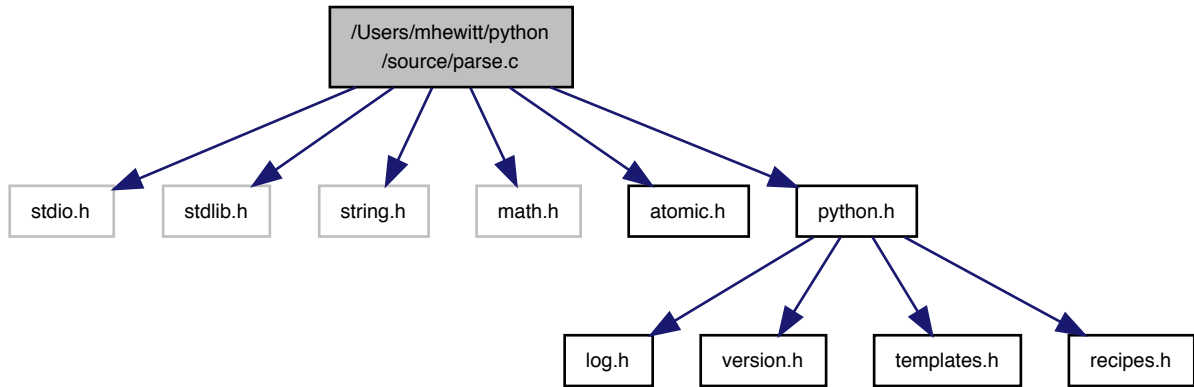 /Users/mhewitt/python
/source/parse.c
stdio.h
stdlib.h
string.h
math.h
atomic.h
python.h
log.h
version.h
templates.h
recipes.h